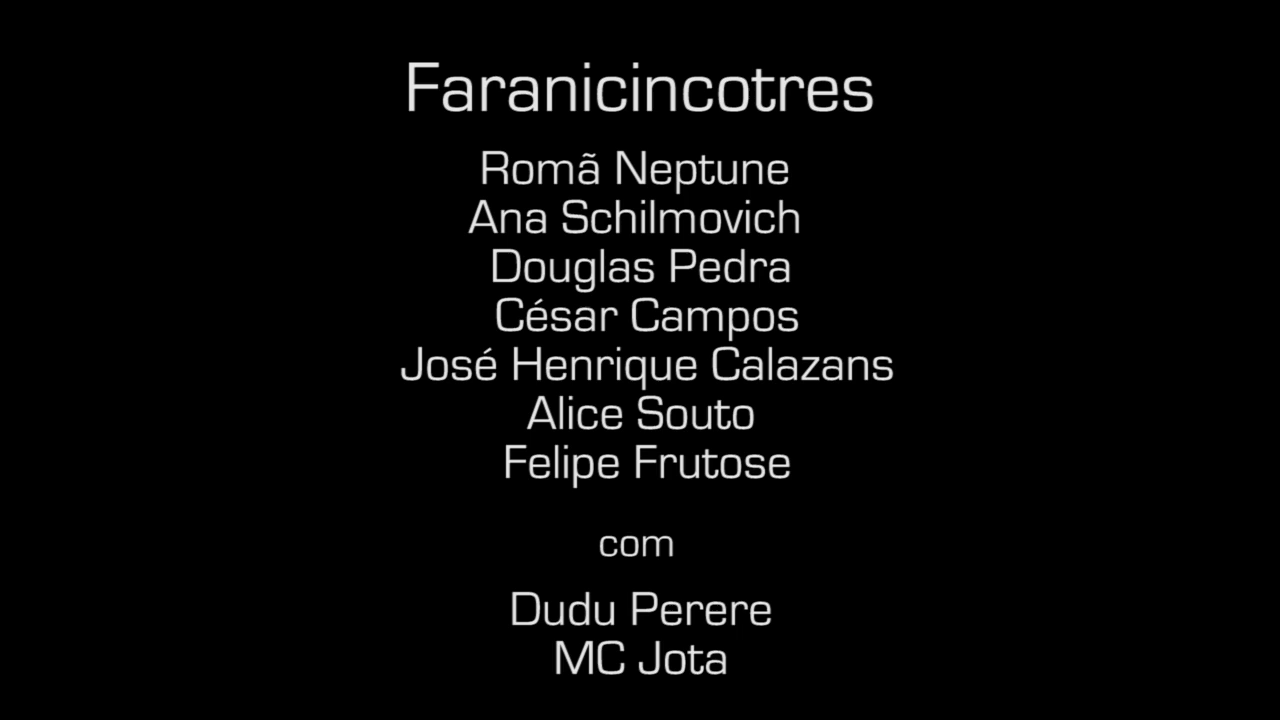 Faranicincotres
Romã Neptune
Ana Schilmovich
Douglas Pedra
César Campos
José Henrique Calazans
Alice Souto
Felipe Frutose
com
Dudu Perere
MC Jota